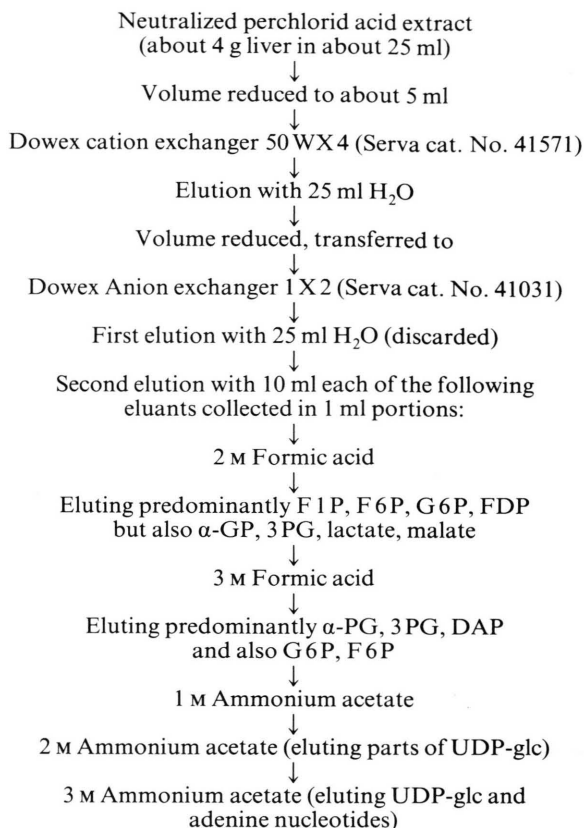 Neutralized perchlorid acid extract
(about 4 g liver in about 25 ml)
↓
Volume reduced to about 5 ml
↓
Dowex cation exchanger 50 WX 4 (Serva cat. No. 41571)
↓
Elution with 25 ml H₂O
↓
Volume reduced, transferred to
↓
Dowex Anion exchanger 1 X 2 (Serva cat. No. 41031)
↓
First elution with 25 ml H₂O (discarded)
↓
Second elution with 10 ml each of the following
eluants collected in 1 ml portions:
↓
2 M Formic acid
↓
Eluting predominantly F 1 P, F 6 P, G 6 P, FDP
but also α-GP, 3 PG, lactate, malate
↓
3 M Formic acid
↓
Eluting predominantly α-PG, 3 PG, DAP
and also G 6 P, F 6 P
↓
1 M Ammonium acetate
↓
2 M Ammonium acetate (eluting parts of UDP-glc)
↓
3 M Ammonium acetate (eluting UDP-glc and
adenine nucleotides)